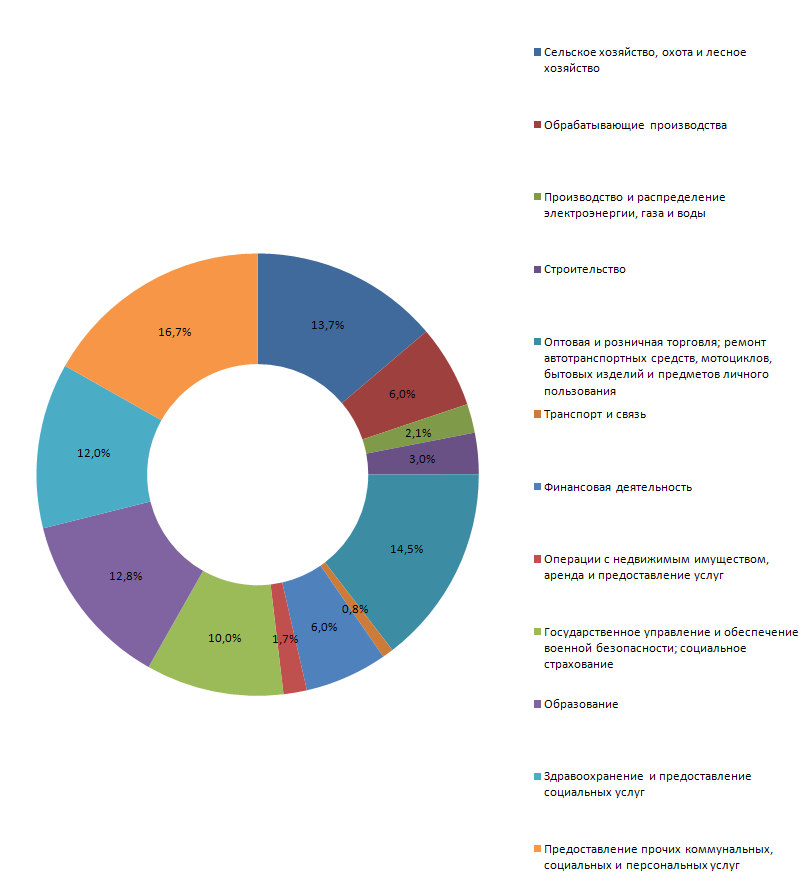 13,7%
6,0%
2,1%
3,0%
14,5%
0,8%
6,0%
1,7%
10,0%
12,8%
12,0%
16,7%
Сельское хозяйство, охота и лесное
хозяйство
Обрабатывающие производства
Производство и распределение
электроэнергии, газа и воды
Строительство
Оптовая и розничная торговля; ремонт
автотранспортных средств, мотоциклов,
бытовых изделий и предметов личного
пользования
Транспорт и связь
Финансовая деятельность
Операции с недвижимым имуществом,
аренда и предоставление услуг
Государственное управление и обеспечение
военной безопасности; социальное
страхование
Образование
Здравоохранение и предоставление
социальных услуг
Предоставление прочих коммунальных,
социальных и персональных услуг